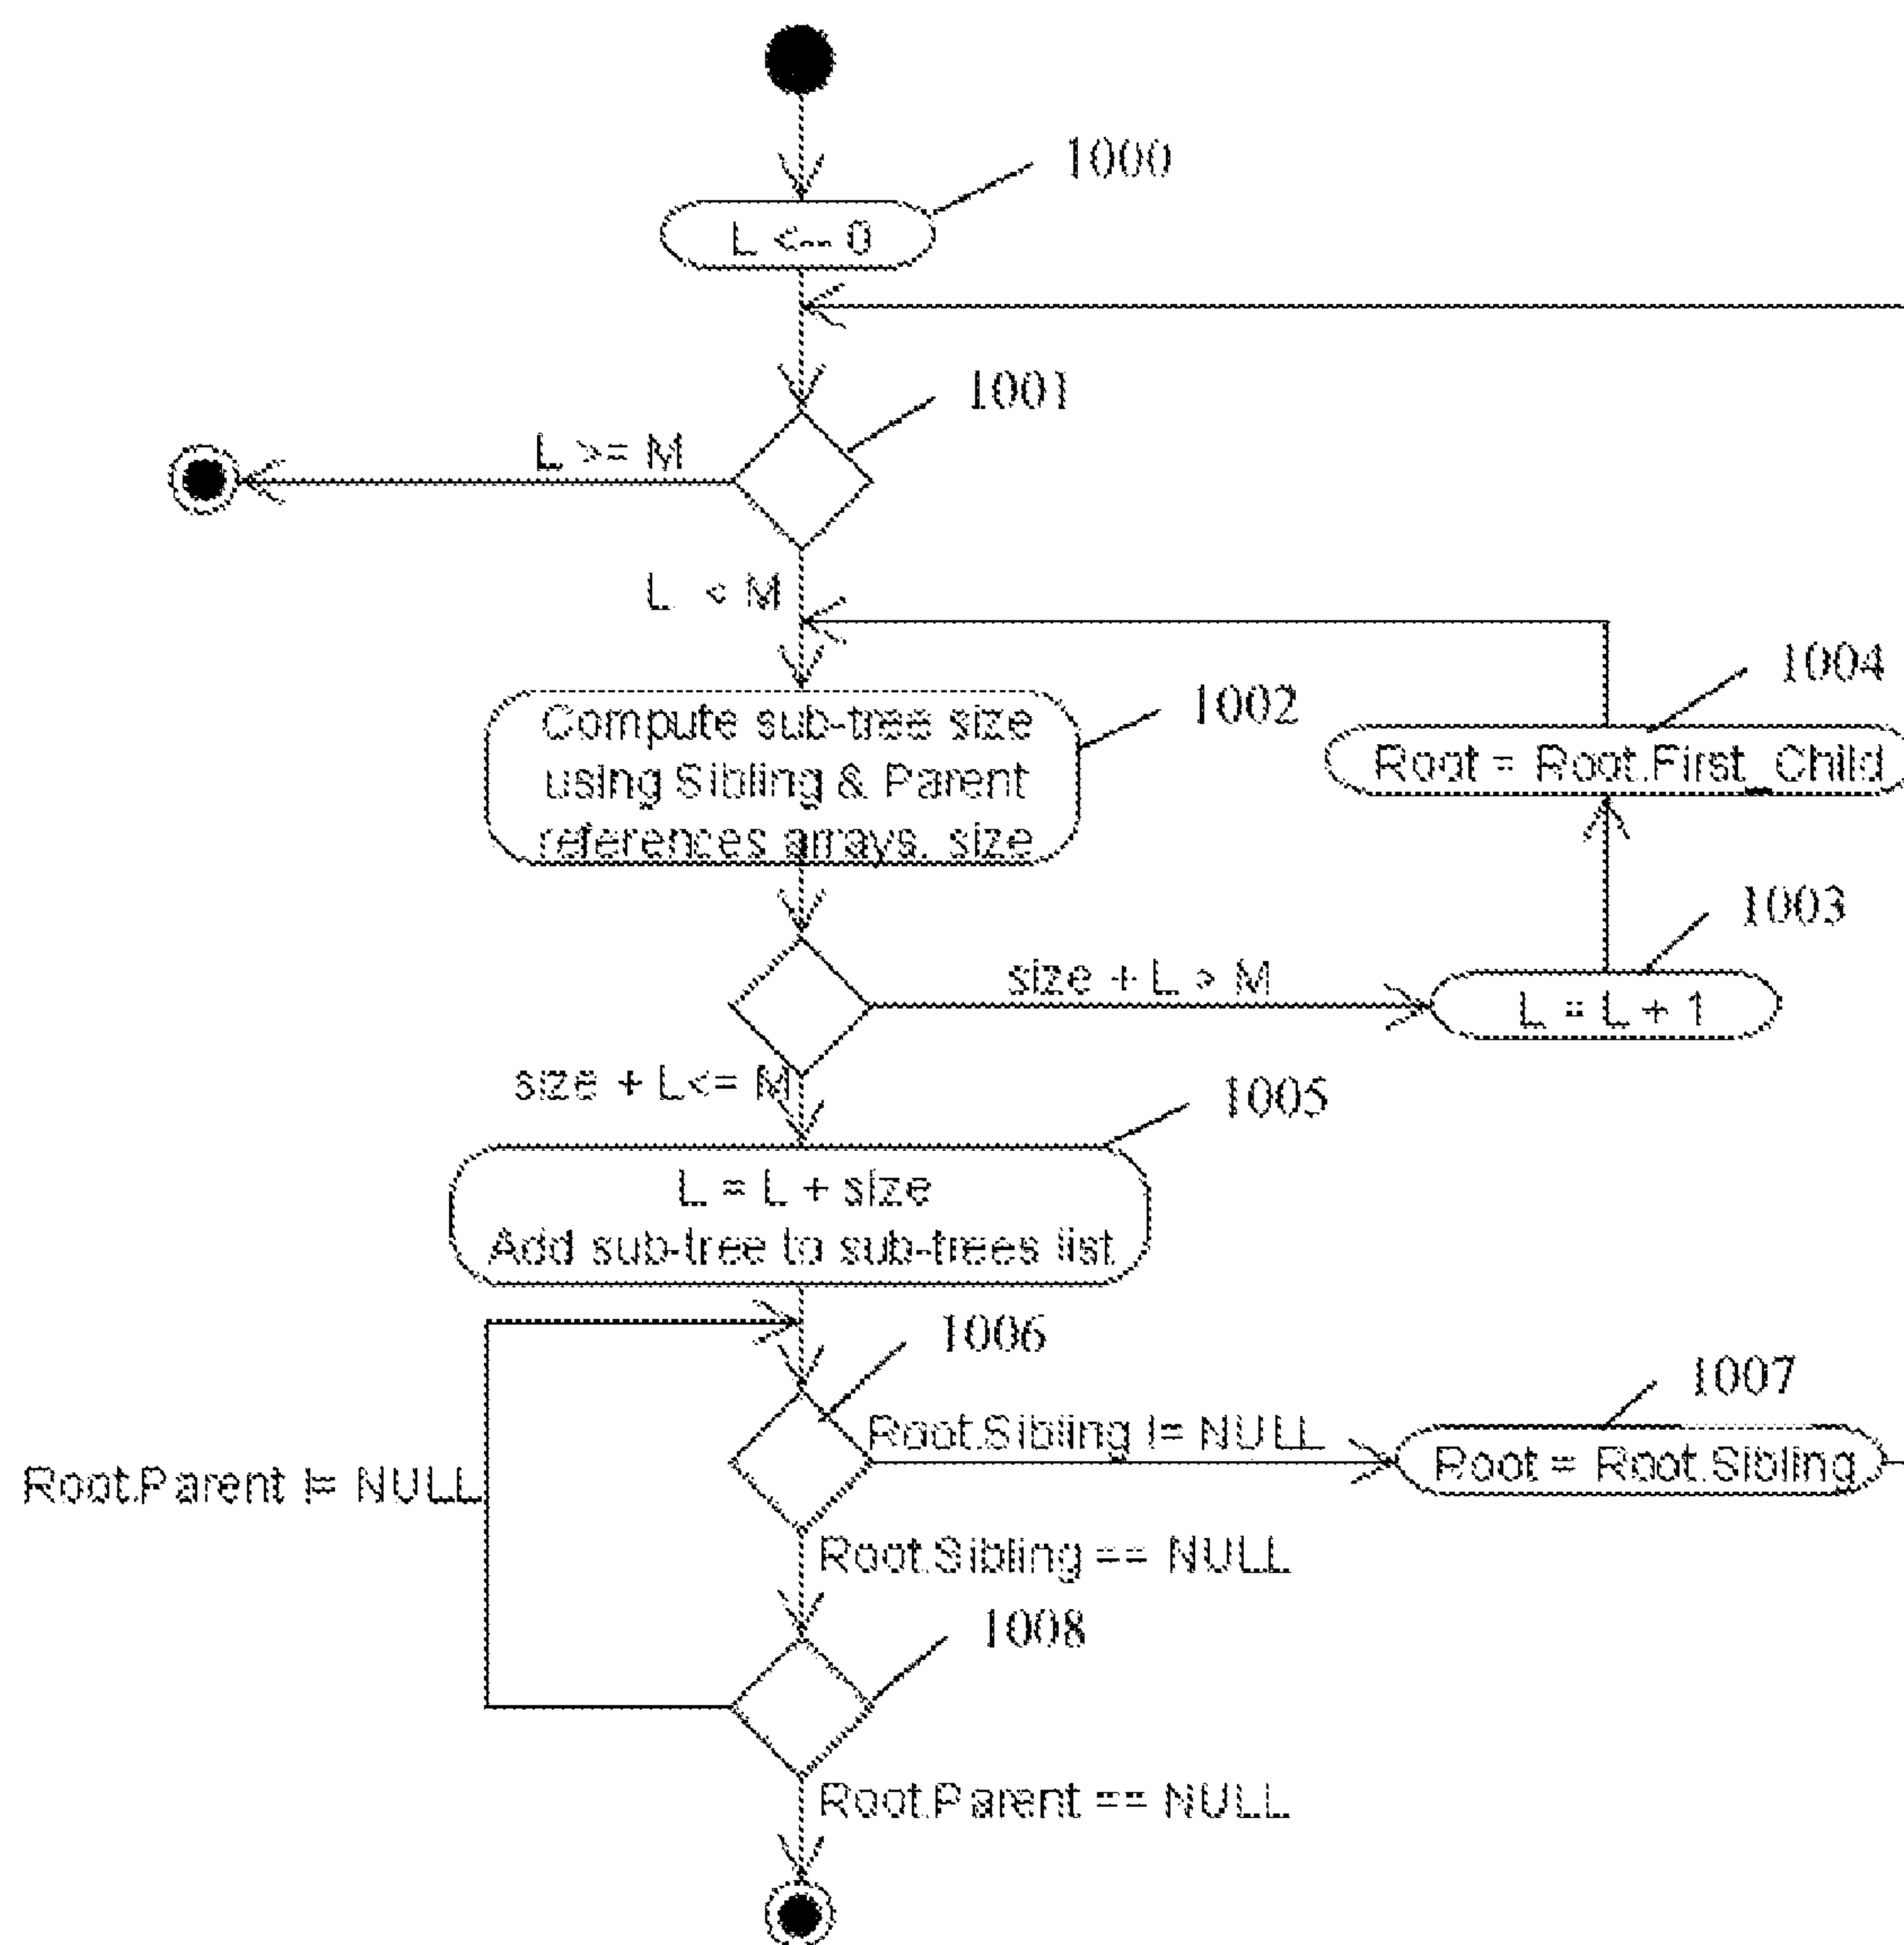 1000
L <-- 0
1001
L >= M
L < M
1004
1002
Compute sub-tree size
using Sibling & Parent
references arrays, size
Root = Root.First_Child
1003
size + L > M
L = L + 1
size + L<= M
1005
L = L + size
Add sub-tree to sub-trees list
1006
1007
Root.Sibling != NULL
Root = Root.Sibling
Root.Parent != NULL
Root.Sibling == NULL
1008
Root.Parent == NULL